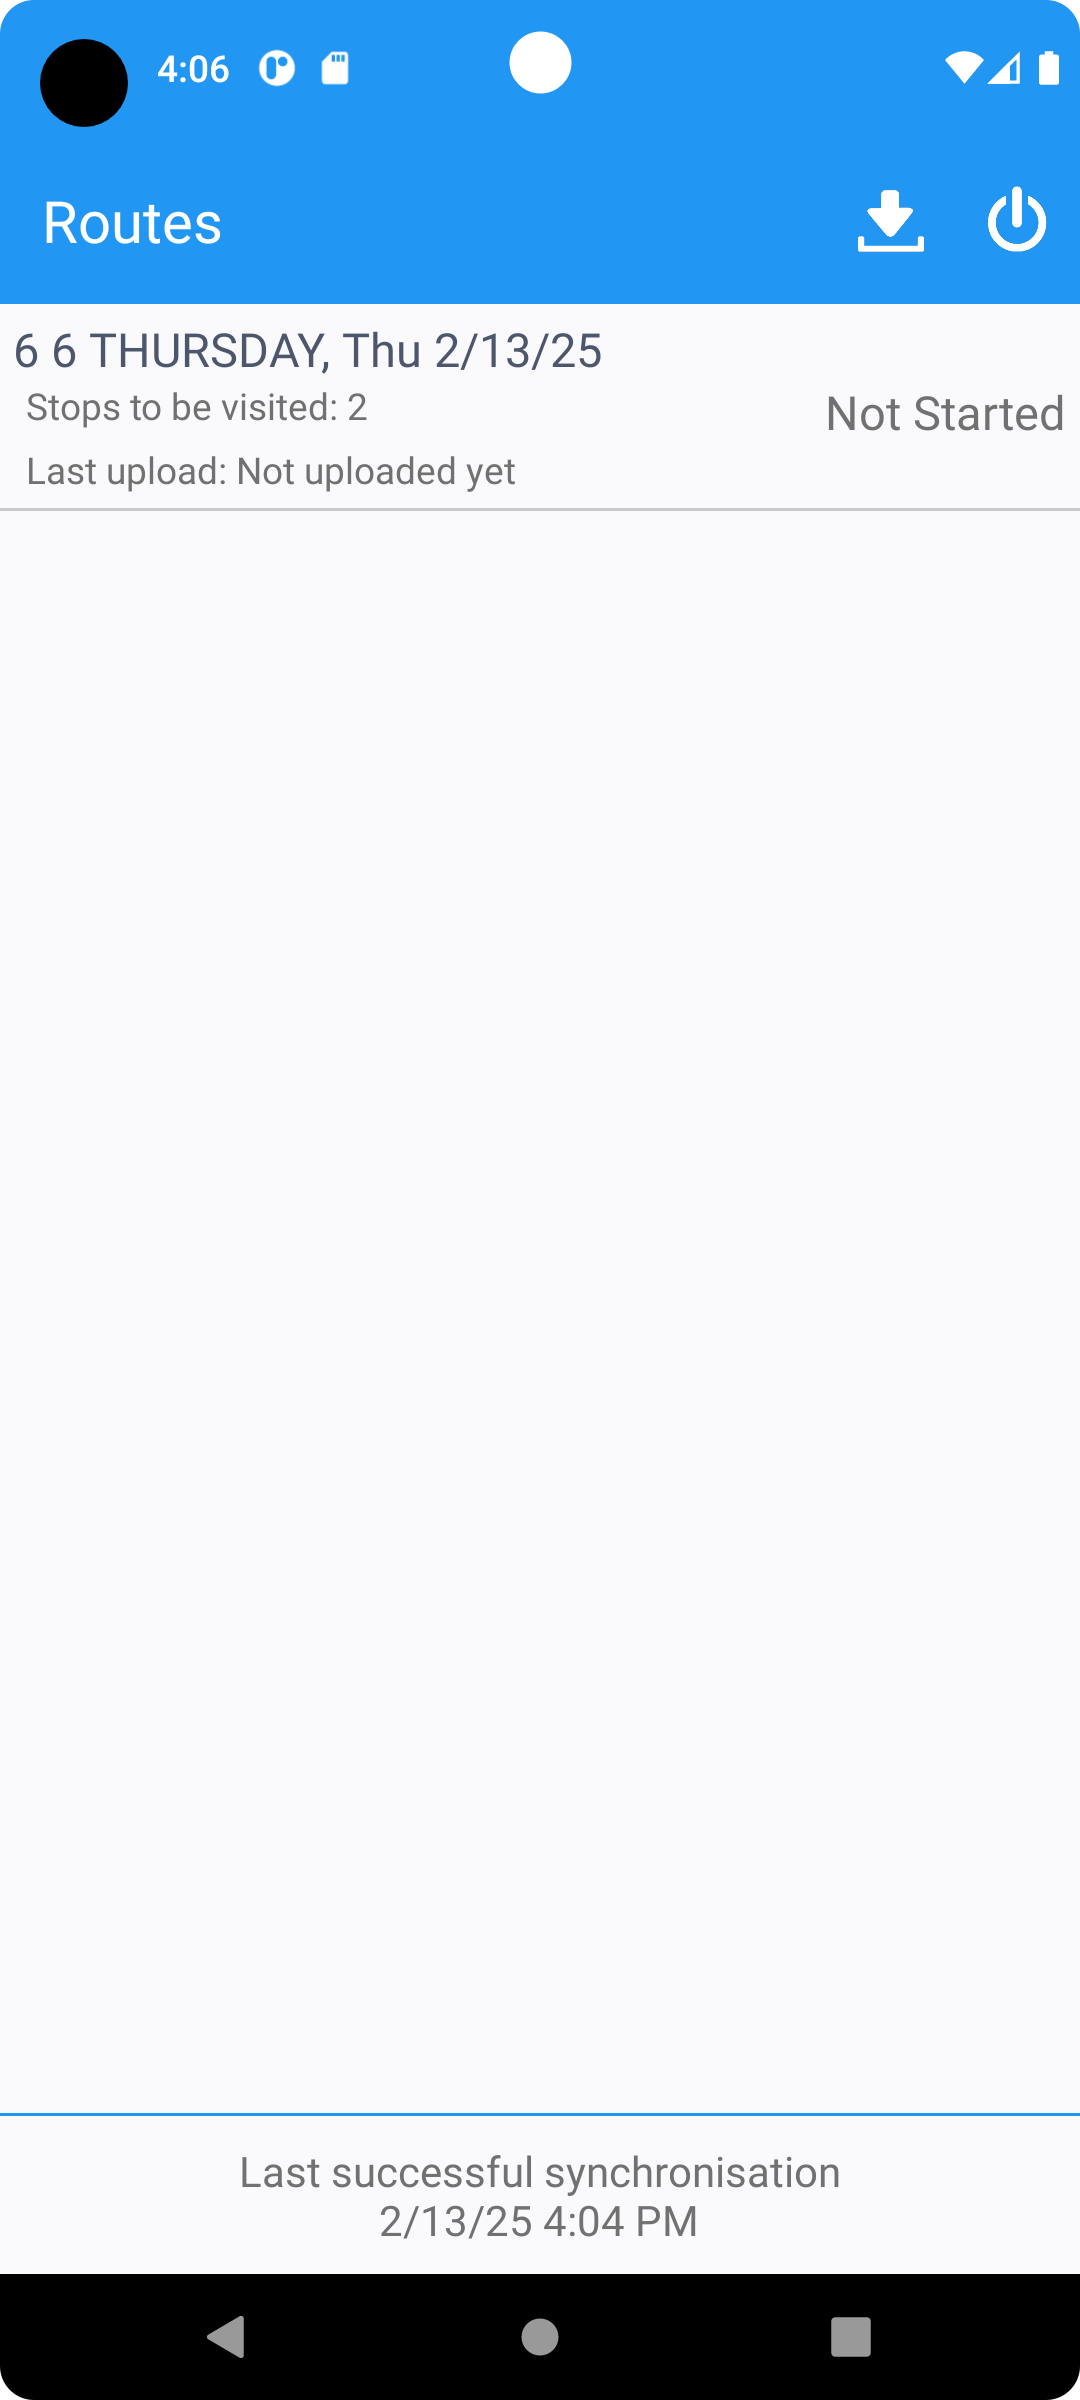 4:06
Routes
6 6 THURSDAY, Thu 2/13/25
Stops to be visited: 2
Not Started
Last upload: Not uploaded yet
Last successful synchronisation
2/13/25 4:04 PM